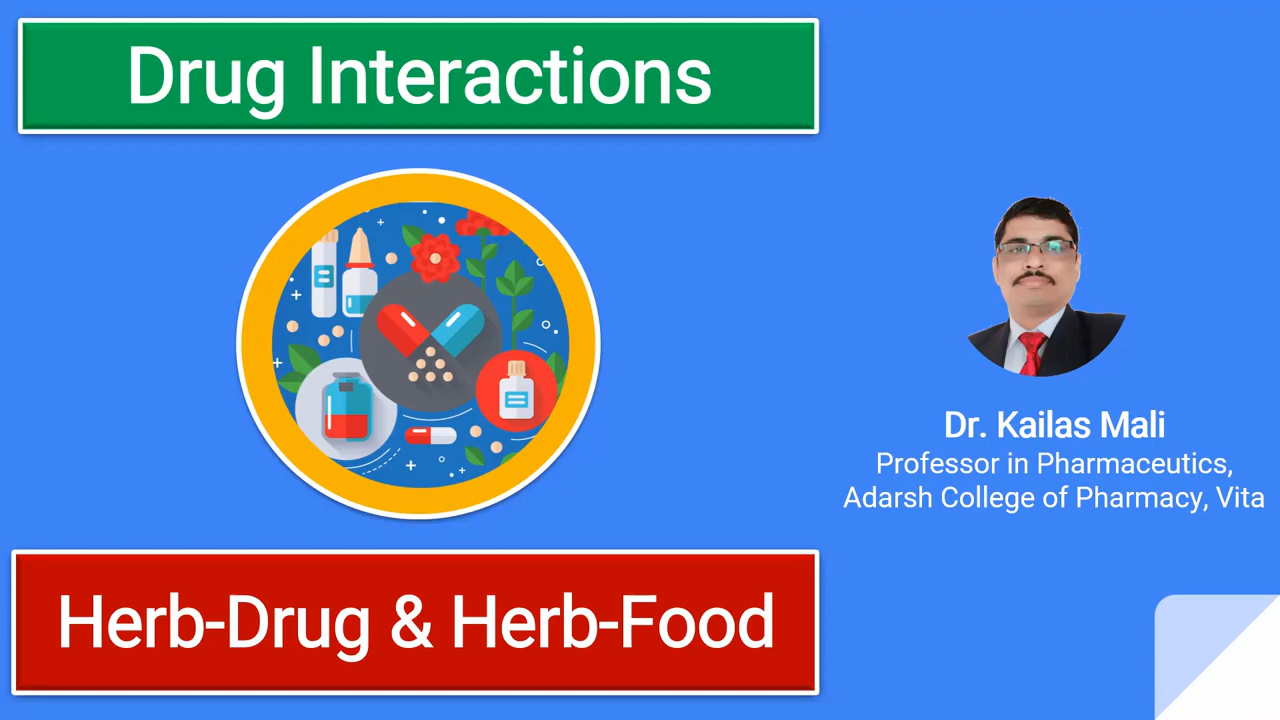 Drug Interactions
Dr. Kailas Mali
Professor in Pharmaceutics,
Adarsh College of Pharmacy, Vita
Herb-Drug & Herb-Food